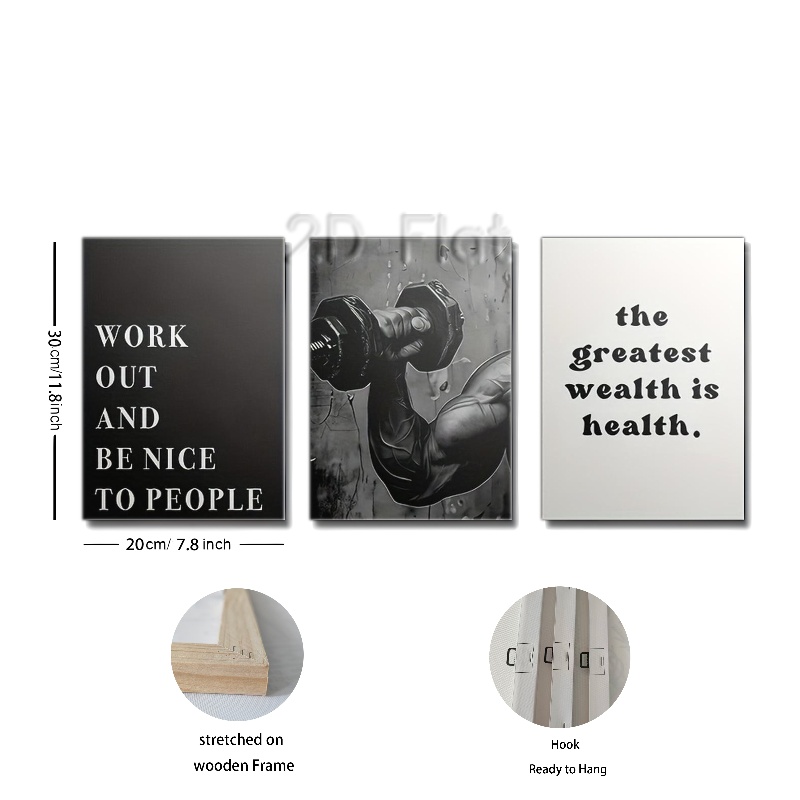 2D Flat
WORK
OUT
AND
BE NICE
TO PEOPLE
the
greatest
wealth is
health.
30cm/11.8inch
20cm/ 7.8 inch
stretched on
wooden Frame
Hook
Ready to Hang